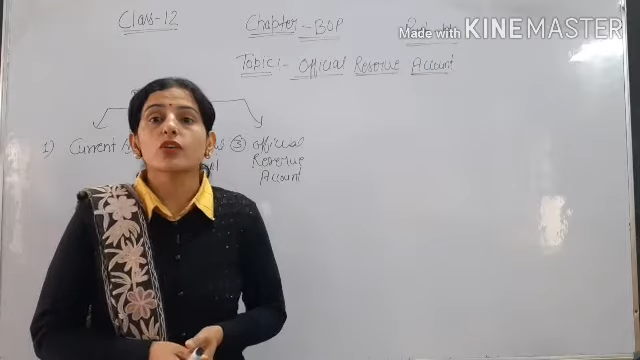 Class-12
Chapter - BOP
Made with KINEMASTER
Topic:- Official Reserve Account
1) Current
③ Official
Reserve
Account